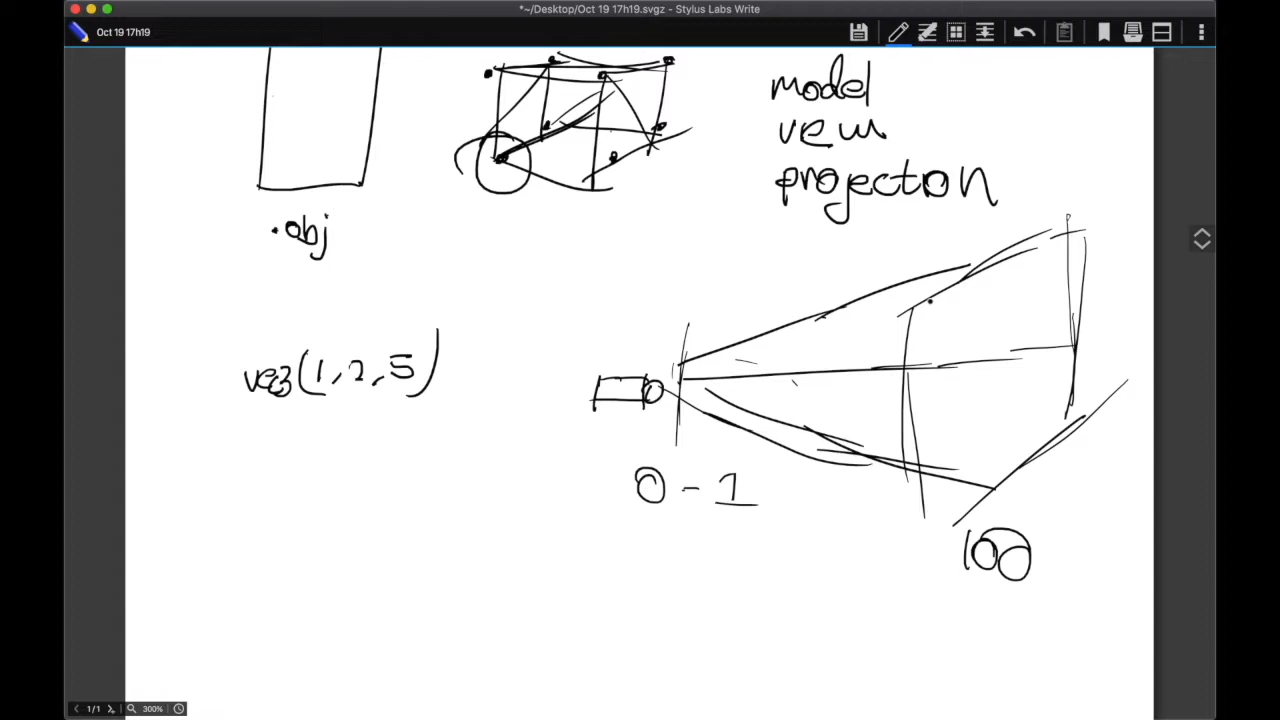 *~/Desktop/Oct 19 17h19.svgz - Stylus Labs Write
Oct 19 17h19
model
veiw
projection
.obj
vec3(1,2,5)
0 - 1
100
1/1
300%